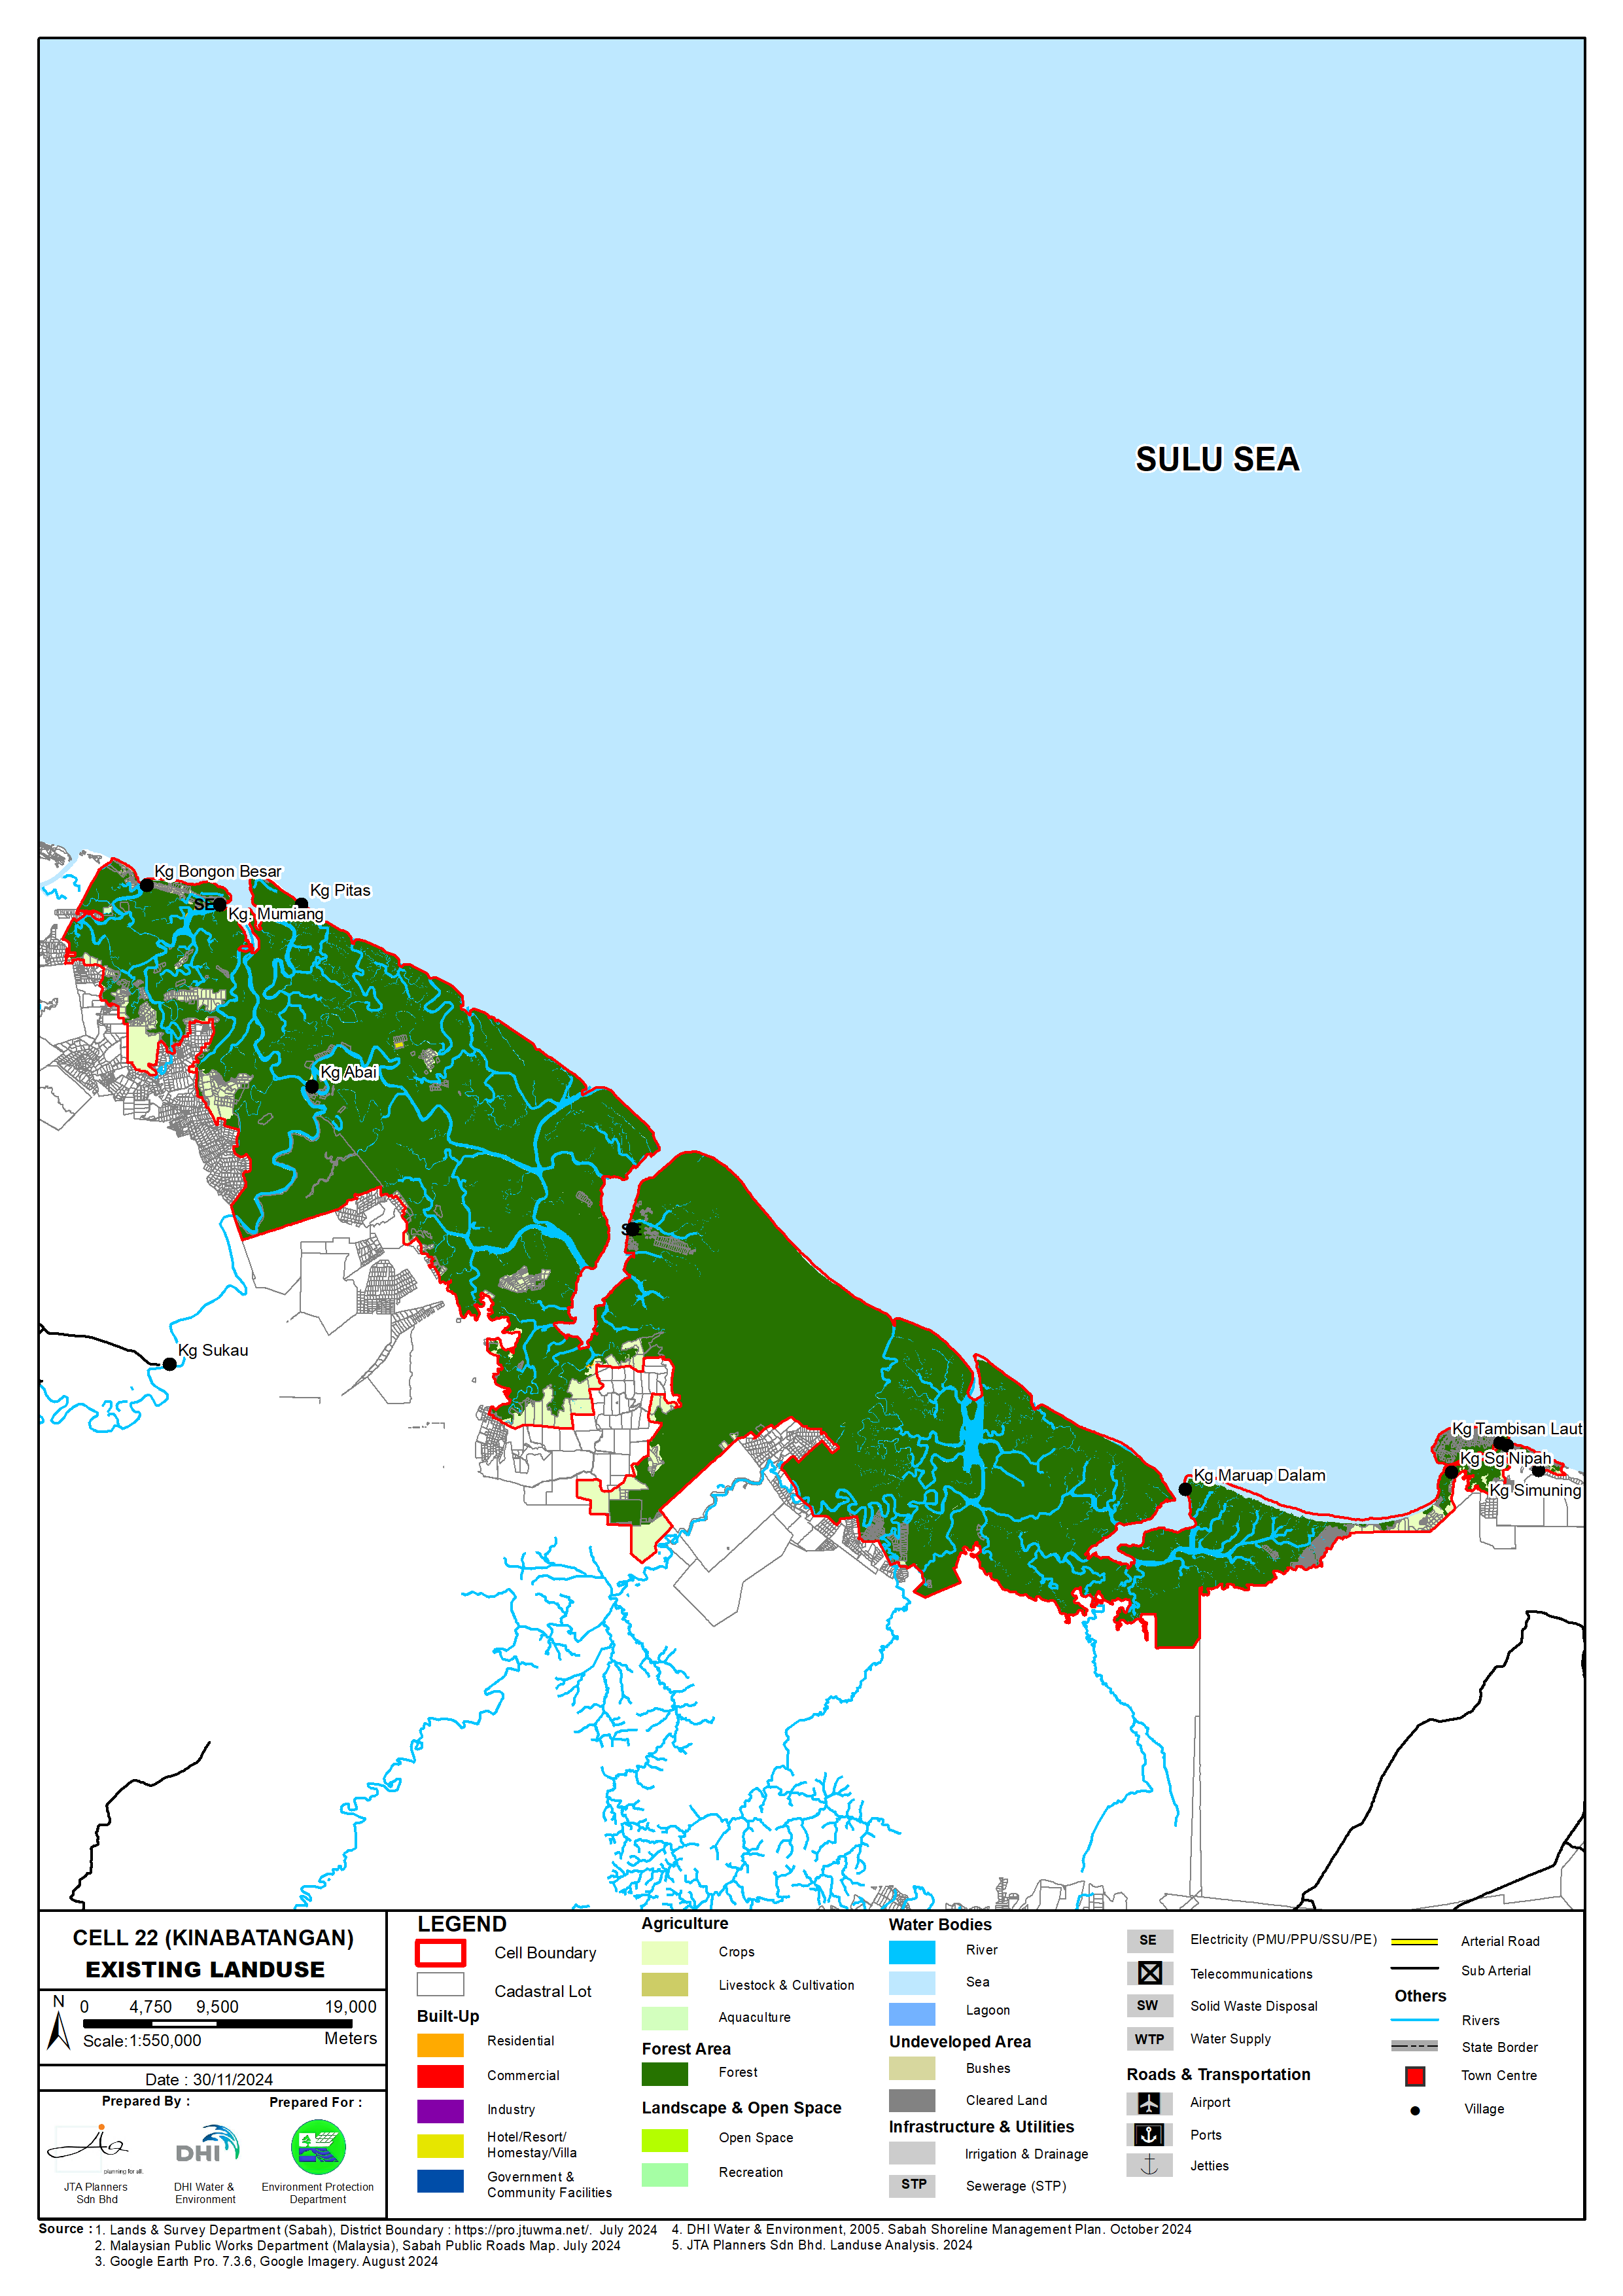 SULU SEA
Kg Bongon Besar
Kg Pitas
SE
Kg. Mumiang
Kg Abai
Kg Sukau
Kg Tambisan Laut
Kg Sg Nipah
Kg Maruap Dalam
Kg Simuning
CELL 22 (KINABATANGAN)
EXISTING LANDUSE
N
0 4,750 9,500 19,000
Scale:1:550,000 Meters
Date : 30/11/2024
Prepared By : Prepared For :
planning for all.
DHI
JTA Planners
Sdn Bhd
DHI Water &
Environment
Environment Protection
Department
LEGEND
Cell Boundary
Cadastral Lot
Built-Up
Residential
Commercial
Industry
Hotel/Resort/
Homestay/Villa
Government &
Community Facilities
Agriculture
Crops
Livestock & Cultivation
Aquaculture
Forest Area
Forest
Landscape & Open Space
Open Space
Recreation
Water Bodies
River
Sea
Lagoon
Undeveloped Area
Bushes
Cleared Land
Infrastructure & Utilities
Irrigation & Drainage
STP Sewerage (STP)
SE Electricity (PMU/PPU/SSU/PE)
Telecommunications
SW Solid Waste Disposal
WTP Water Supply
Roads & Transportation
Airport
Ports
Jetties
Arterial Road
Sub Arterial
Others
Rivers
State Border
Town Centre
Village
Source : 1. Lands & Survey Department (Sabah), District Boundary : https://pro.jtuwma.net/. July 2024
2. Malaysian Public Works Department (Malaysia), Sabah Public Roads Map. July 2024
3. Google Earth Pro. 7.3.6, Google Imagery. August 2024
4. DHI Water & Environment, 2005. Sabah Shoreline Management Plan. October 2024
5. JTA Planners Sdn Bhd. Landuse Analysis. 2024